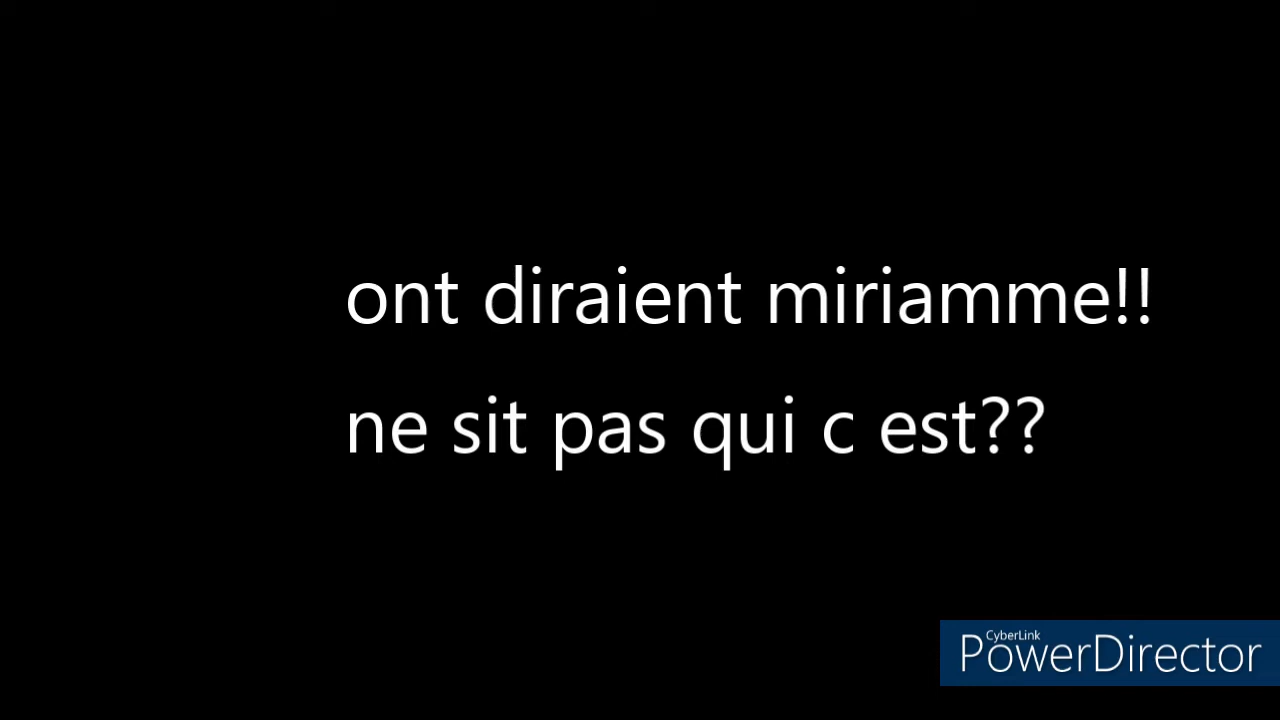 ont diraient miriamme!!
ne sit pas qui c est??
CyberLink
PowerDirector